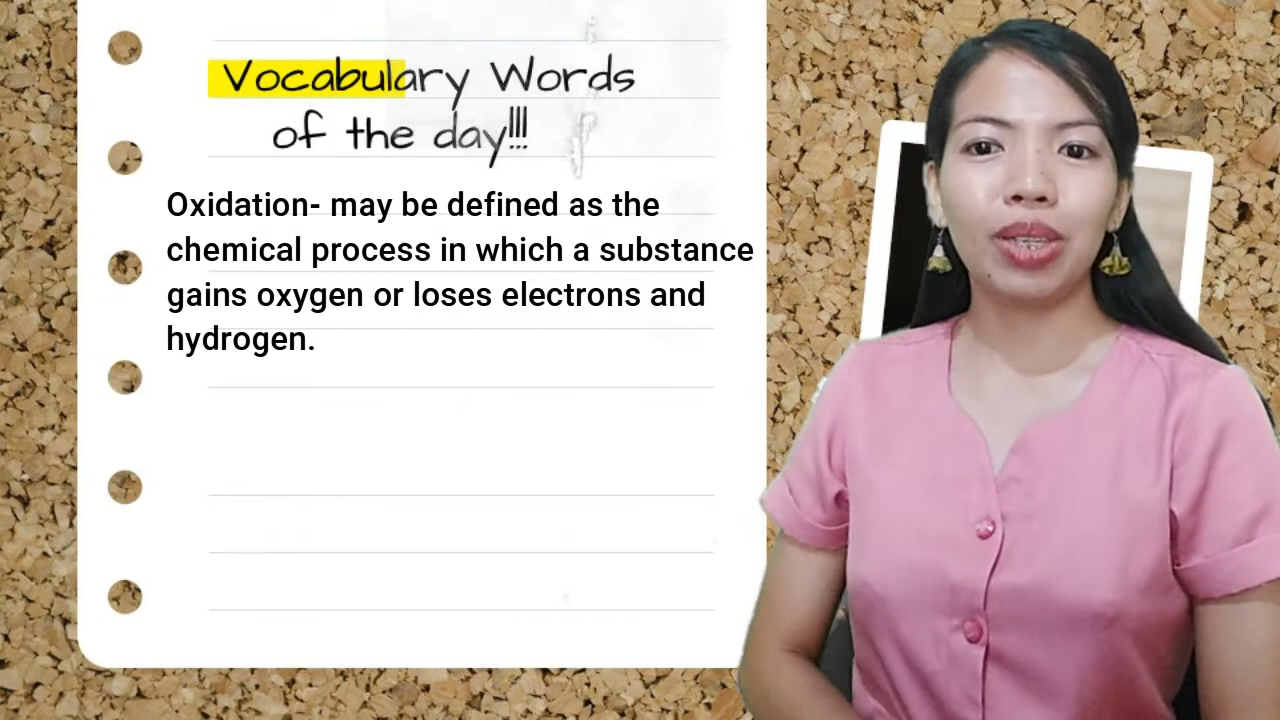 Vocabulary Words
of the day!!!
Oxidation- may be defined as the
chemical process in which a substance
gains oxygen or loses electrons and
hydrogen.